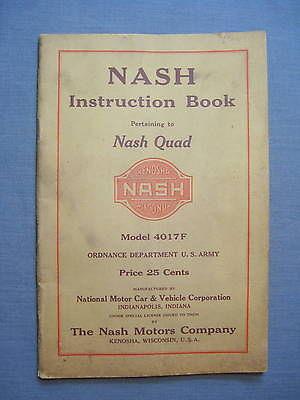 NASH
Instruction Book
Pertaining to
Nash Quad
KENOSHA
NASH
WISCONSIN
Model 4017F
ORDNANCE DEPARTMENT U. S. ARMY
Price 25 Cents
MANUFACTURED BY
National Motor Car & Vehicle Corporation
INDIANAPOLIS, INDIANA
UNDER SPECIAL LICENSE ISSUED TO THEM
BY
The Nash Motors Company
KENOSHA, WISCONSIN, U.S.A.